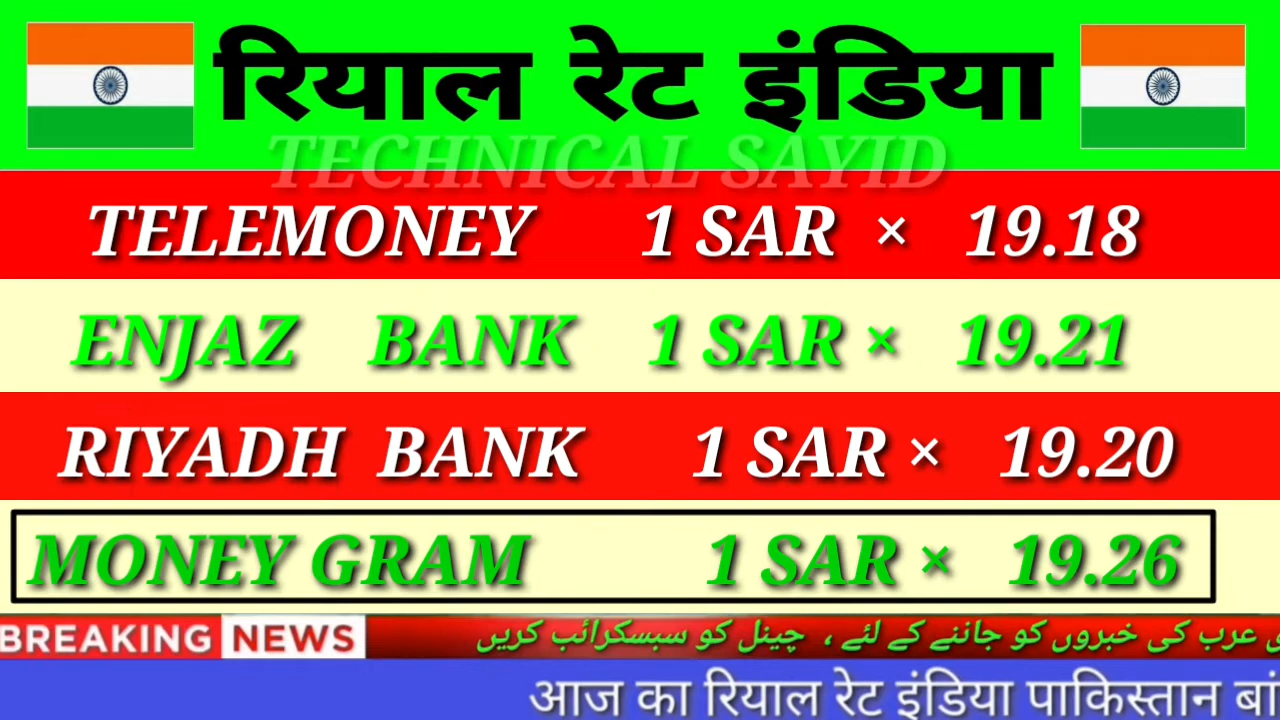 रियाल रेट इंडिया
TECHNICAL SAYID
TELEMONEY 1 SAR × 19.18
ENJAZ BANK 1 SAR × 19.21
RIYADH BANK 1 SAR × 19.20
MONEY GRAM 1 SAR × 19.26
BREAKING NEWS عرب کی خبروں کو جاننے کے لئے ، چینل کو سبسکرائب کریں
आज का रियाल रेट इंडिया पाकिस्तान